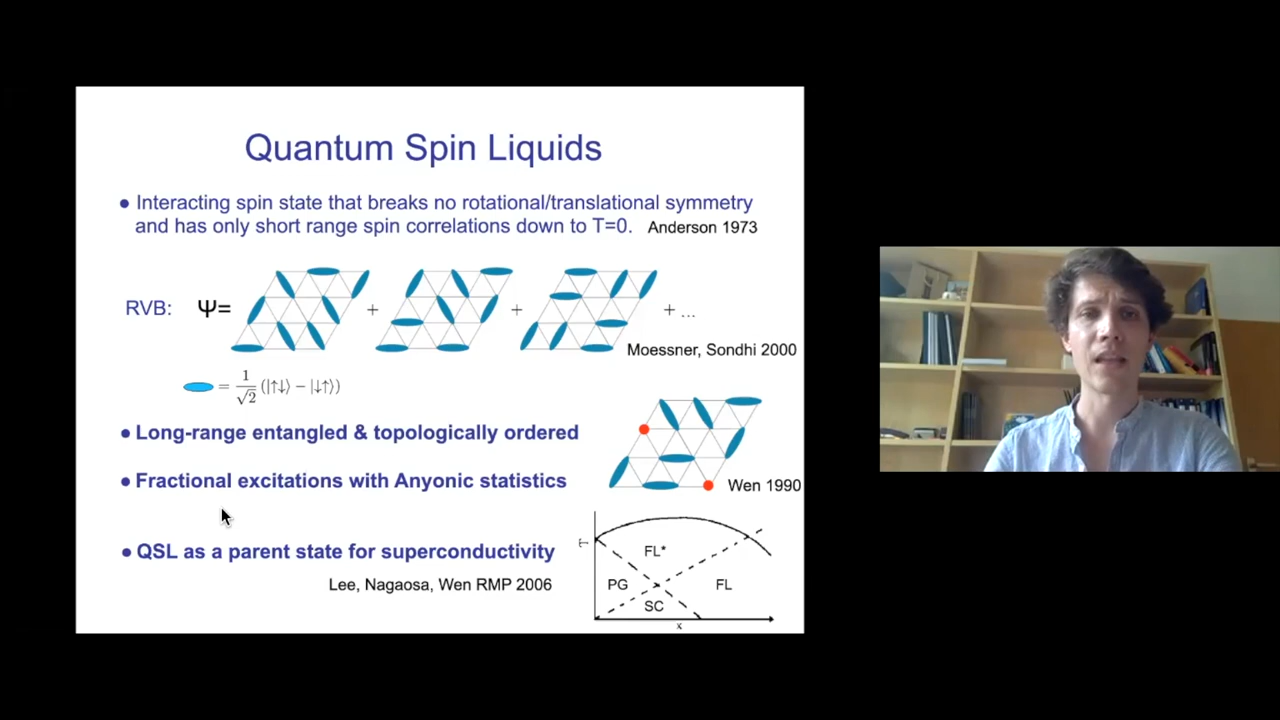 Quantum Spin Liquids
• Interacting spin state that breaks no rotational/translational symmetry
and has only short range spin correlations down to T=0. Anderson 1973
RVB: Ψ= + + + ...
Moessner, Sondhi 2000
= 1/√2 (|↑↓⟩ − |↓↑⟩)
• Long-range entangled & topologically ordered
• Fractional excitations with Anyonic statistics
Wen 1990
• QSL as a parent state for superconductivity
Lee, Nagaosa, Wen RMP 2006
T
FL*
PG
FL
SC
x